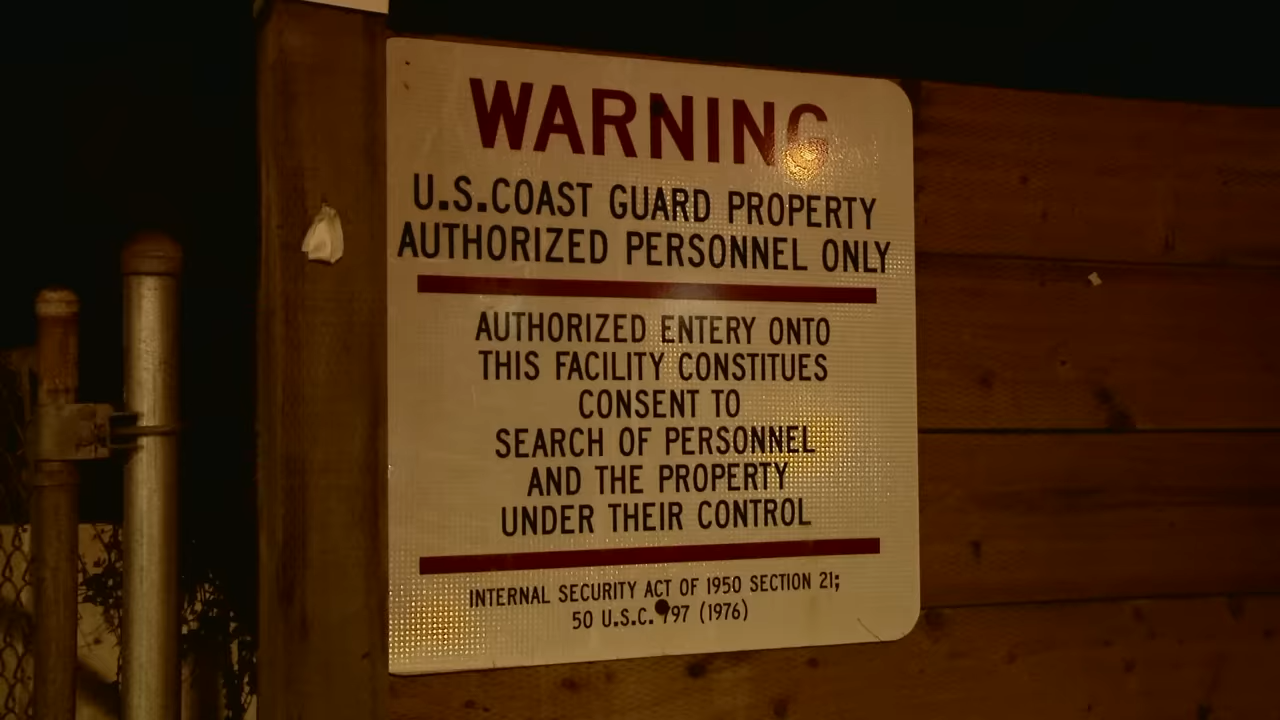 WARNING
U.S.COAST GUARD PROPERTY
AUTHORIZED PERSONNEL ONLY
AUTHORIZED ENTERY ONTO
THIS FACILITY CONSTITUES
CONSENT TO
SEARCH OF PERSONNEL
AND THE PROPERTY
UNDER THEIR CONTROL
INTERNAL SECURITY ACT OF 1950 SECTION 21;
50 U.S.C. 797 (1976)